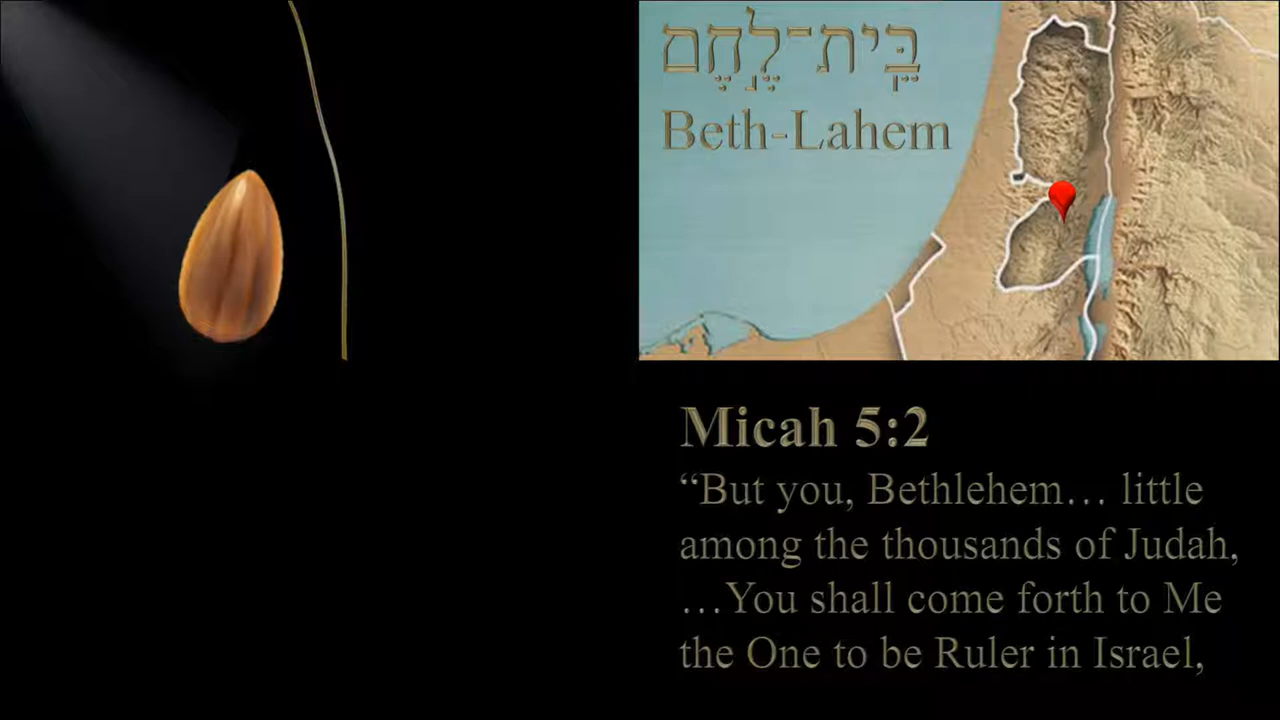 בֵּֽית־לֶ֣חֶם
Beth-Lahem
Micah 5:2
“But you, Bethlehem… little
among the thousands of Judah,
…You shall come forth to Me
the One to be Ruler in Israel,